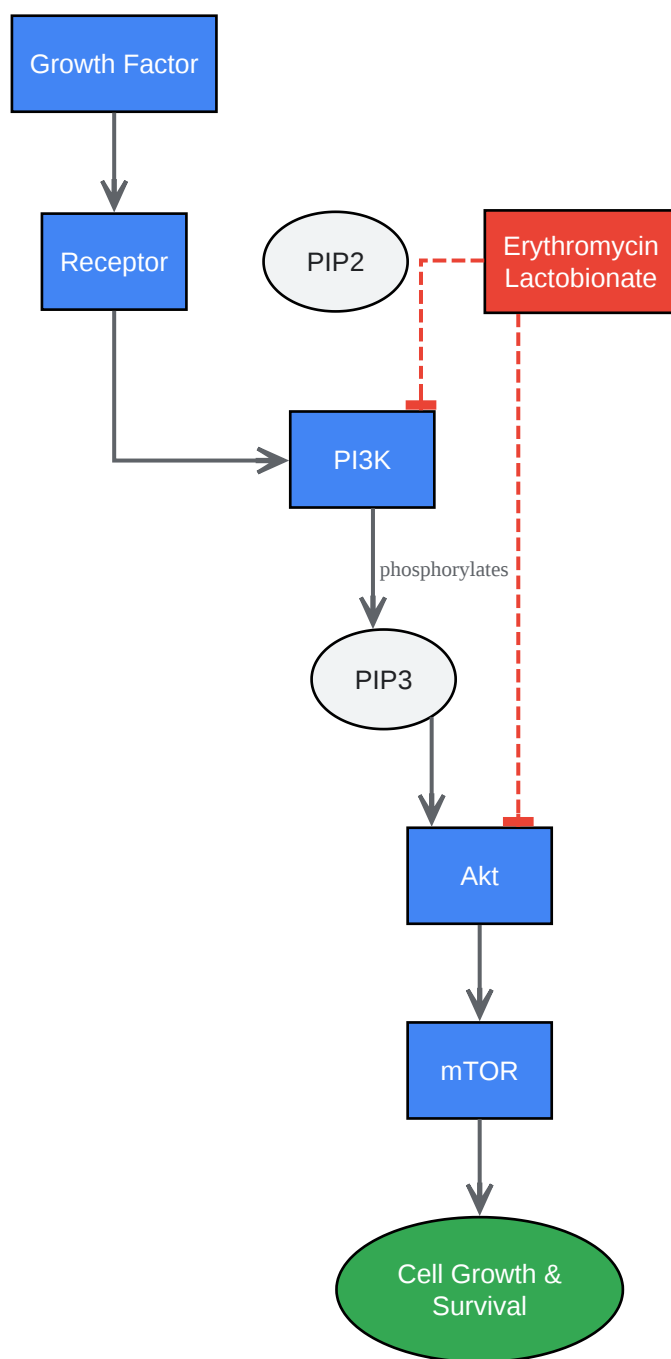 Growth Factor
Receptor
PIP2
Erythromycin
Lactobionate
PI3K
phosphorylates
PIP3
Akt
mTOR
Cell Growth &
Survival